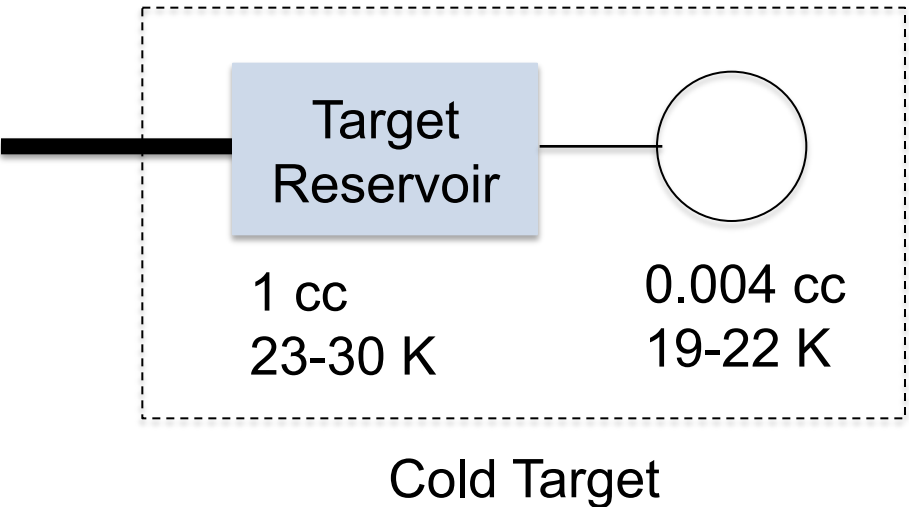 Target
Reservoir
1 cc
23-30 K
0.004 cc
19-22 K
Cold Target